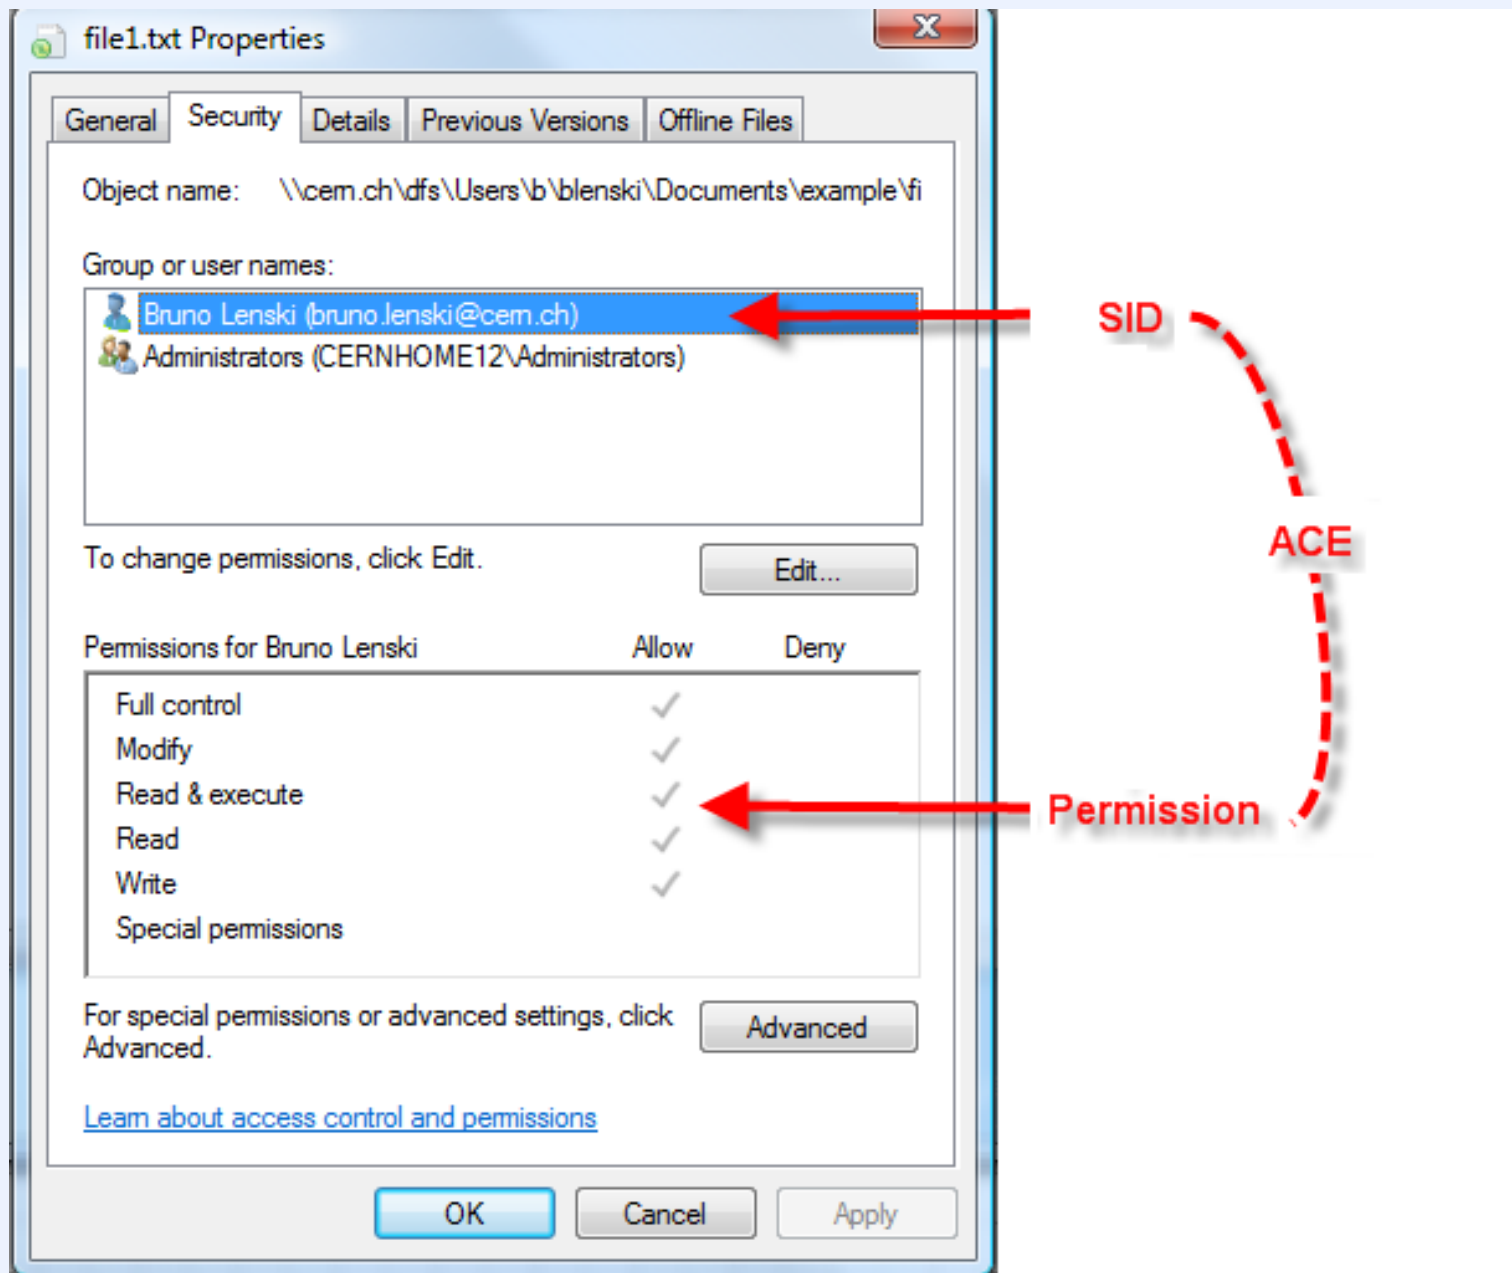 file1.txt Properties
General Security Details Previous Versions Offline Files
Object name: \\cern.ch\dfs\Users\b\blenski\Documents\example\fi
Group or user names:
Bruno Lenski (bruno.lenski@cern.ch)
SID
Administrators (CERNHOME12\Administrators)
ACE
To change permissions, click Edit.
Edit...
Permissions for Bruno Lenski Allow Deny
Full control
Modify
Read & execute
Permission
Read
Write
Special permissions
For special permissions or advanced settings, click
Advanced.
Advanced
Learn about access control and permissions
OK Cancel Apply